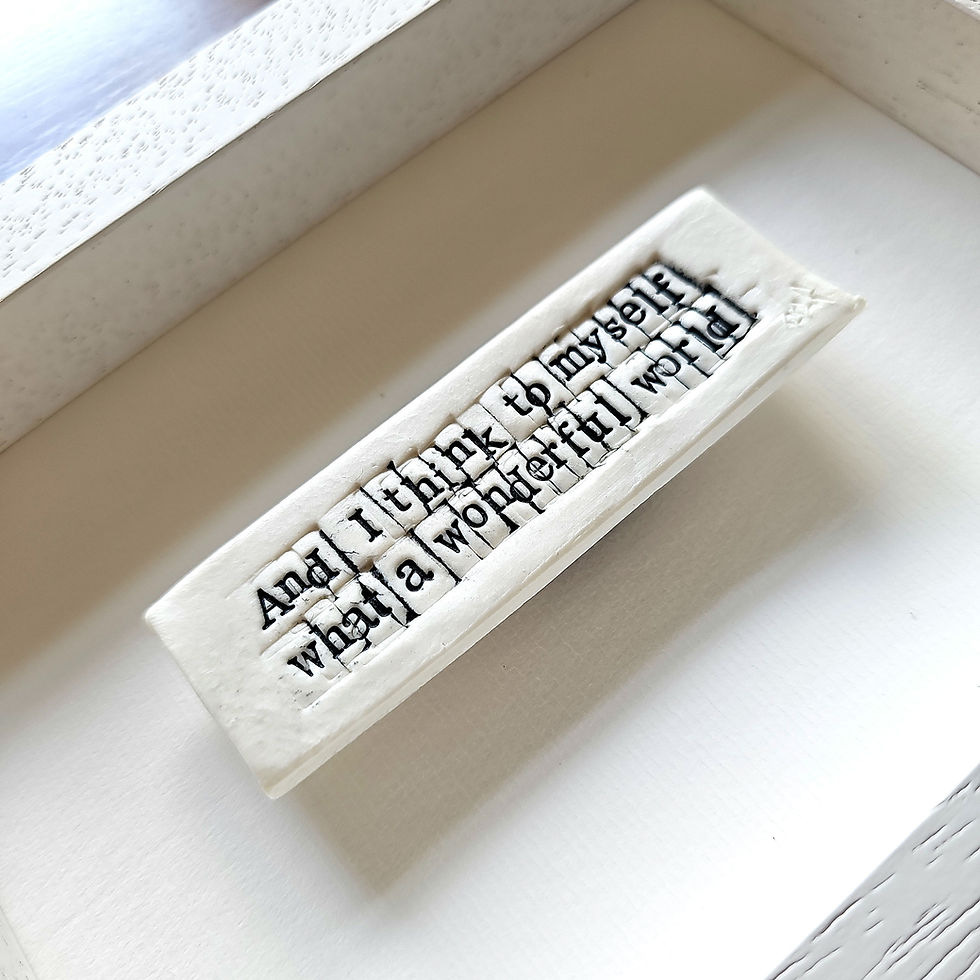 And I think to myself
what a wonderful world